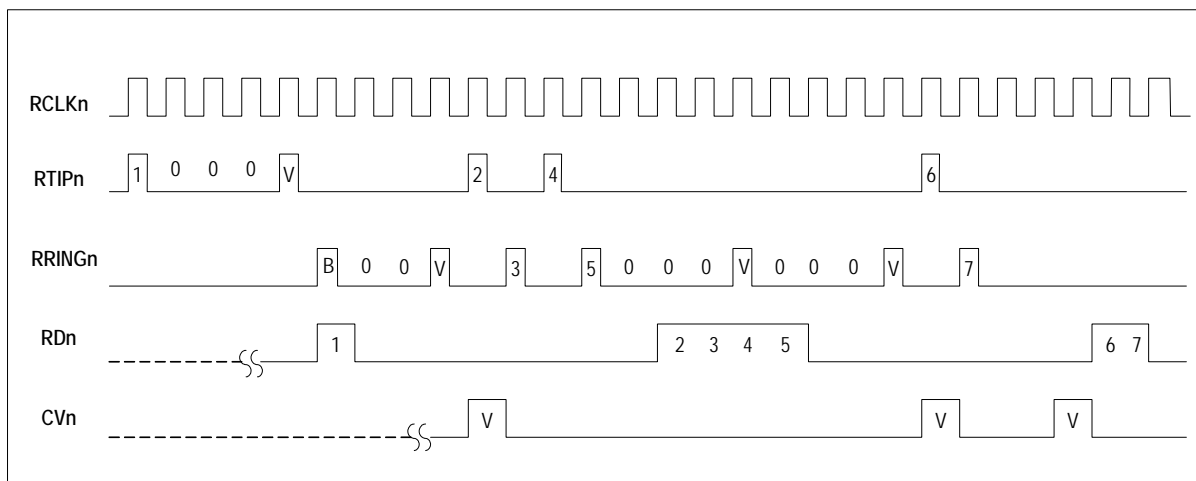 RCLKn
RTIPn 1 0 0 0 V 2 4 6
RRINGn B 0 0 V 3 5 0 0 0 V 0 0 0 V 7
RDn 1 2 3 4 5 6 7
CVn V V V